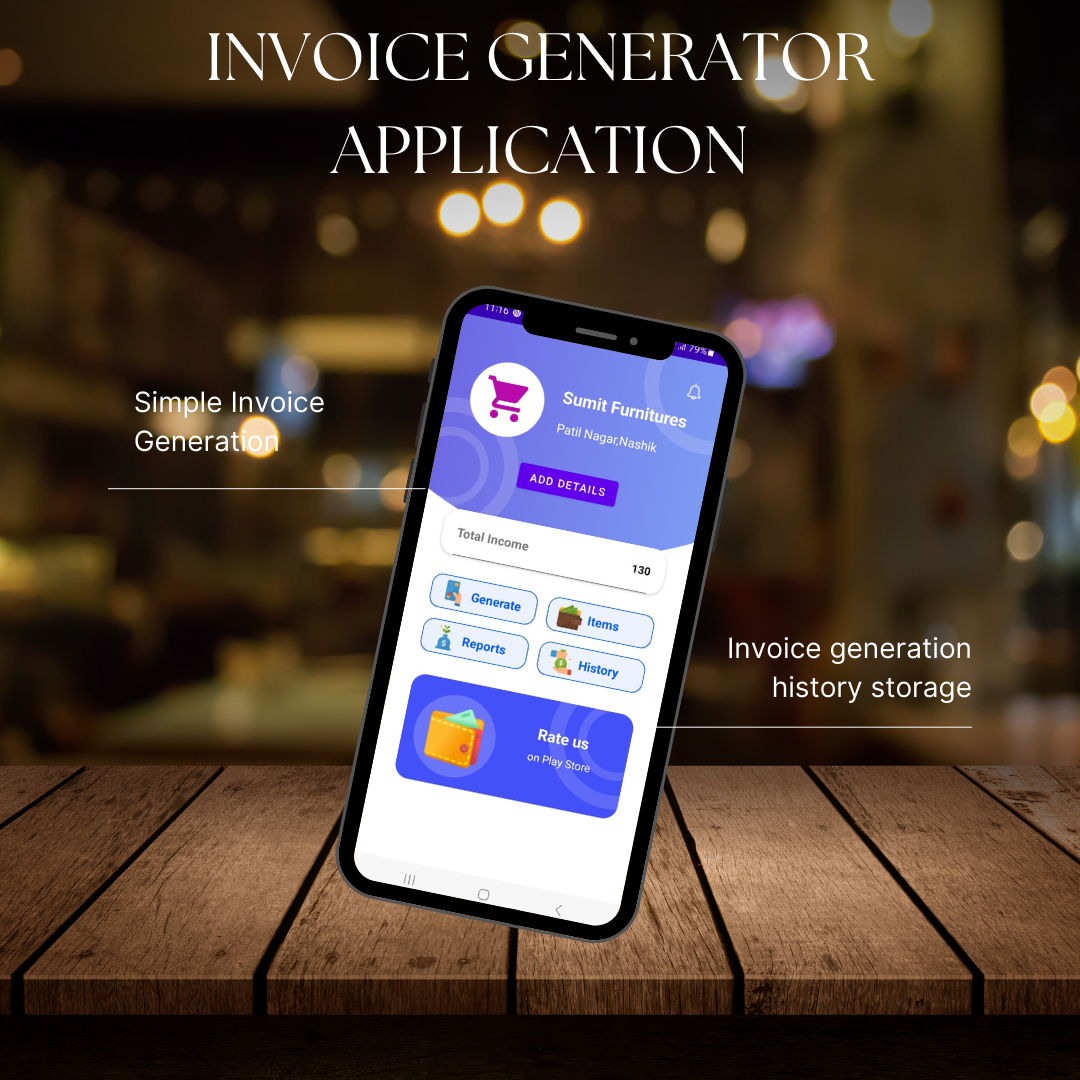 INVOICE GENERATOR
APPLICATION
11:16
79%
Sumit Furnitures
Patil Nagar,Nashik
ADD DETAILS
Simple Invoice
Generation
Total Income
130
Generate
Items
Reports
History
Invoice generation
history storage
Rate us
on Play Store